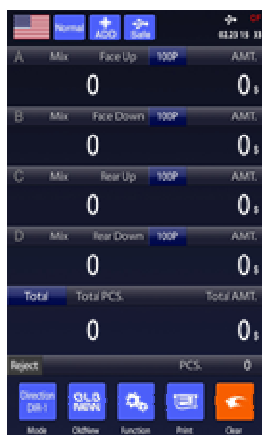 Normal + ADD Safe CF
A Mix Face Up 100P AMT.
0 0 $
B Mix Face Down 100P AMT.
0 0 $
C Mix Rear Up 100P AMT.
0 0 $
D Mix Rear Down 100P AMT.
0 0 $
Total Total PCS. Total AMT.
0 0 $
Reject PCS. 0
Direction
DIR-1
Mode Old/New Function Print Clear